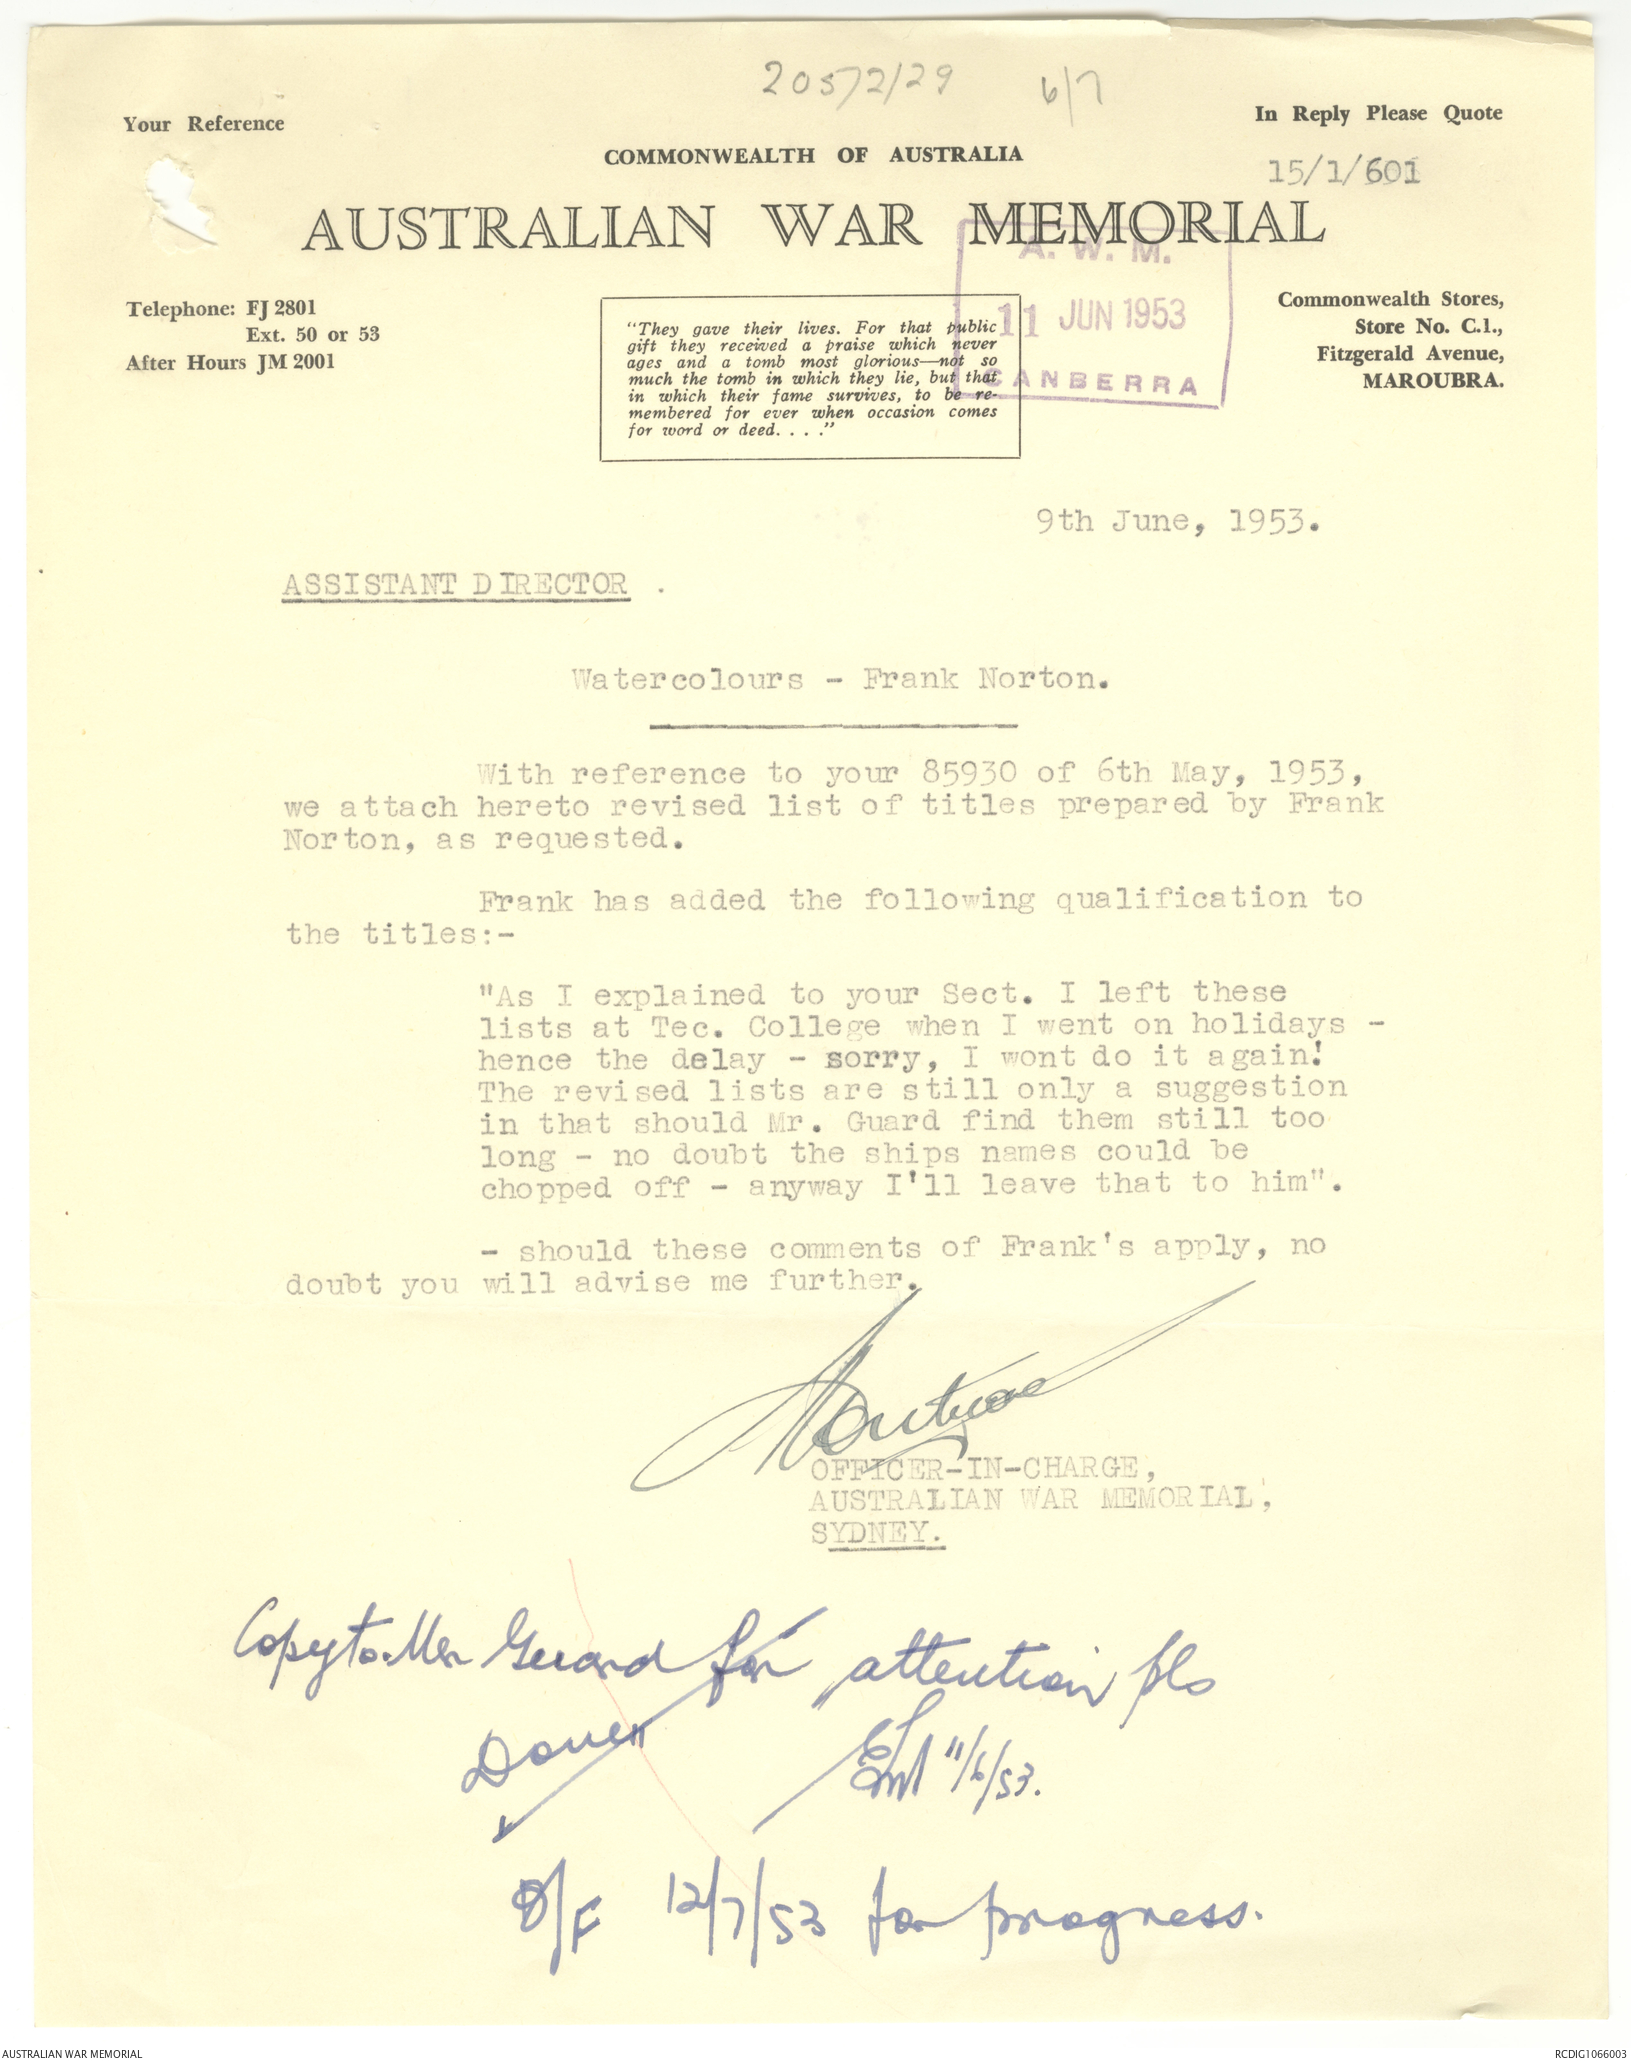 20572/29 6/7
Your Reference
In Reply Please Quote
COMMONWEALTH OF AUSTRALIA
15/1/601
AUSTRALIAN WAR MEMORIAL
A. W. M.
11 JUN 1953
CANBERRA
Telephone: FJ 2801
Ext. 50 or 53
After Hours JM 2001
"They gave their lives. For that public
gift they received a praise which never
ages and a tomb most glorious—not so
much the tomb in which they lie, but that
in which their fame survives, to be re-
membered for ever when occasion comes
for word or deed. . . ."
Commonwealth Stores,
Store No. C.1.,
Fitzgerald Avenue,
MAROUBRA.
9th June, 1953.
ASSISTANT DIRECTOR .
Watercolours - Frank Norton.
With reference to your 85930 of 6th May, 1953,
we attach hereto revised list of titles prepared by Frank
Norton, as requested.
Frank has added the following qualification to
the titles:-
"As I explained to your Sect. I left these
lists at Tec. College when I went on holidays -
hence the delay - sorry, I wont do it again!
The revised lists are still only a suggestion
in that should Mr. Guard find them still too
long - no doubt the ships names could be
chopped off - anyway I'll leave that to him".
- should these comments of Frank's apply, no
doubt you will advise me further.
OFFICER-IN-CHARGE,
AUSTRALIAN WAR MEMORIAL,
SYDNEY.
Copy to Mr Guard for attention pls
Done
11/6/53.
B/F 12/7/53 for progress.
AUSTRALIAN WAR MEMORIAL
RCDIG1066003